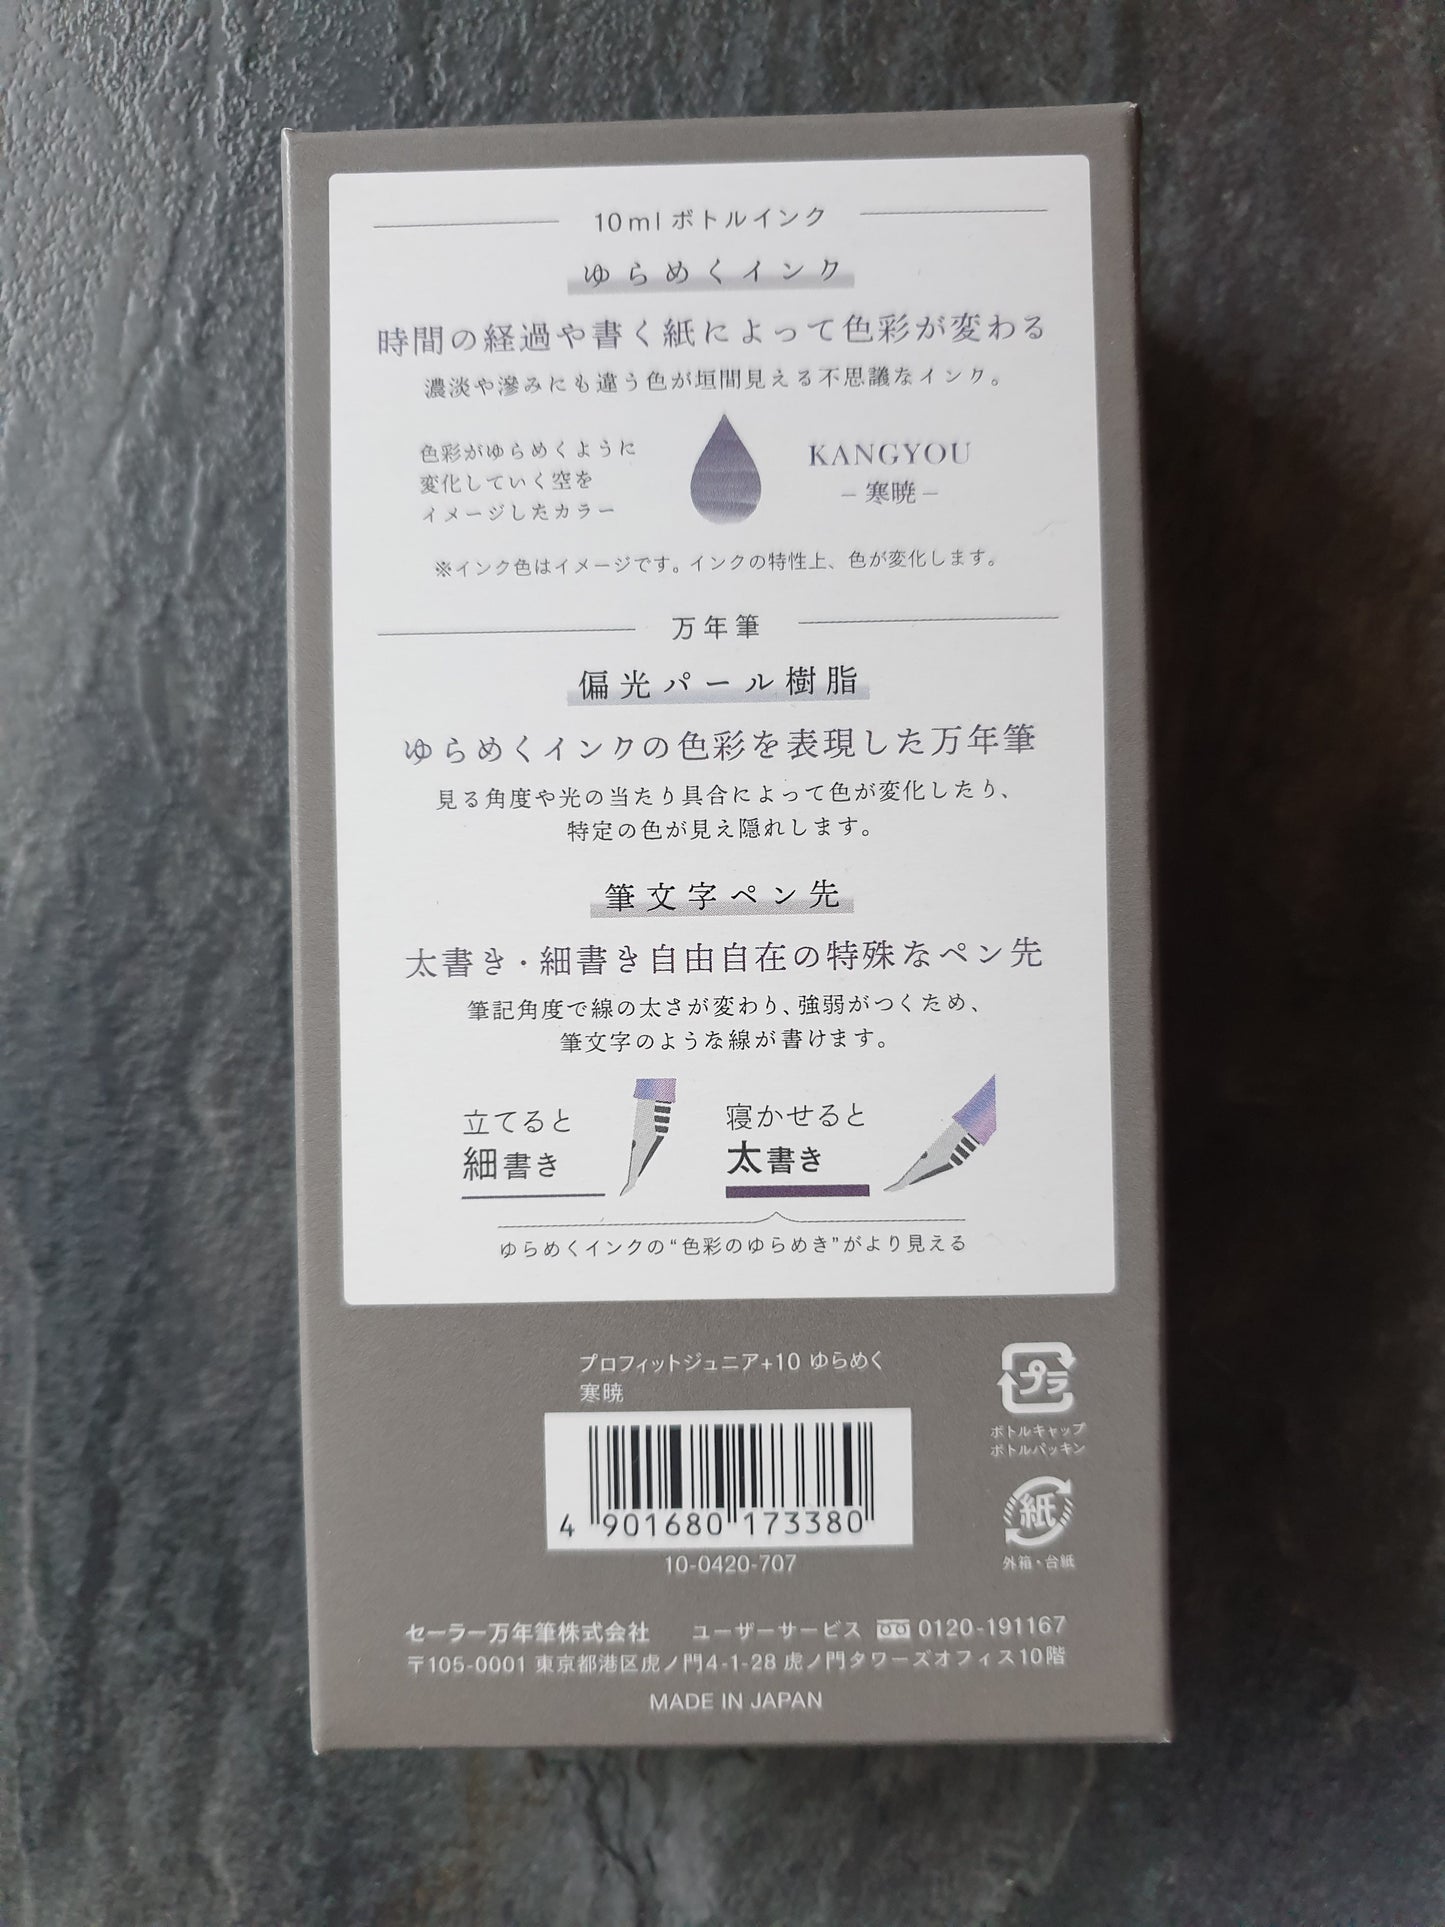 10mlボトルインク
ゆらめくインク
時間の経過や書く紙によって色彩が変わる
濃淡や滲みにも違う色が垣間見える不思議なインク。
色彩がゆらめくように
変化していく空を
イメージしたカラー
KANGYOU
–寒暁–
※インク色はイメージです。インクの特性上、色が変化します。
万年筆
偏光パール樹脂
ゆらめくインクの色彩を表現した万年筆
見る角度や光の当たり具合によって色が変化したり、
特定の色が見え隠れします。
筆文字ペン先
太書き・細書き自由自在の特殊なペン先
筆記角度で線の太さが変わり、強弱がつくため、
筆文字のような線が書けます。
立てると
細書き
寝かせると
太書き
ゆらめくインクの“色彩のゆらめき”がより見える
プロフィットジュニア+10 ゆらめく
寒暁
4 901680 173380
10-0420-707
プラ
ボトルキャップ
ボトルパッキン
紙
外箱・台紙
セーラー万年筆株式会社 ユーザーサービス 0120-191167
〒105-0001 東京都港区虎ノ門4-1-28 虎ノ門タワーズオフィス10階
MADE IN JAPAN